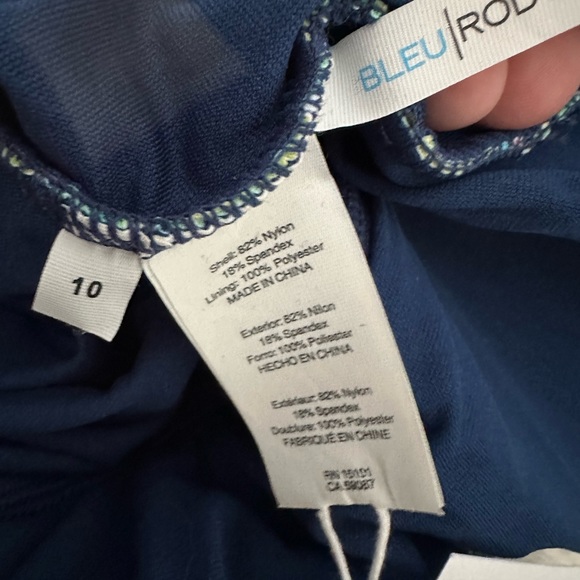 BLEU|ROD
10
Shell: 82% Nylon
18% Spandex
Lining: 100% Polyester
MADE IN CHINA
Exterior: 82% Nilon
18% Spandex
Forro: 100% Poliester
HECHO EN CHINA
Extérieur: 82% Nylon
18% Spandex
Doublure: 100% Polyester
FABRIQUÉ EN CHINE
RN 15101
CA 59087